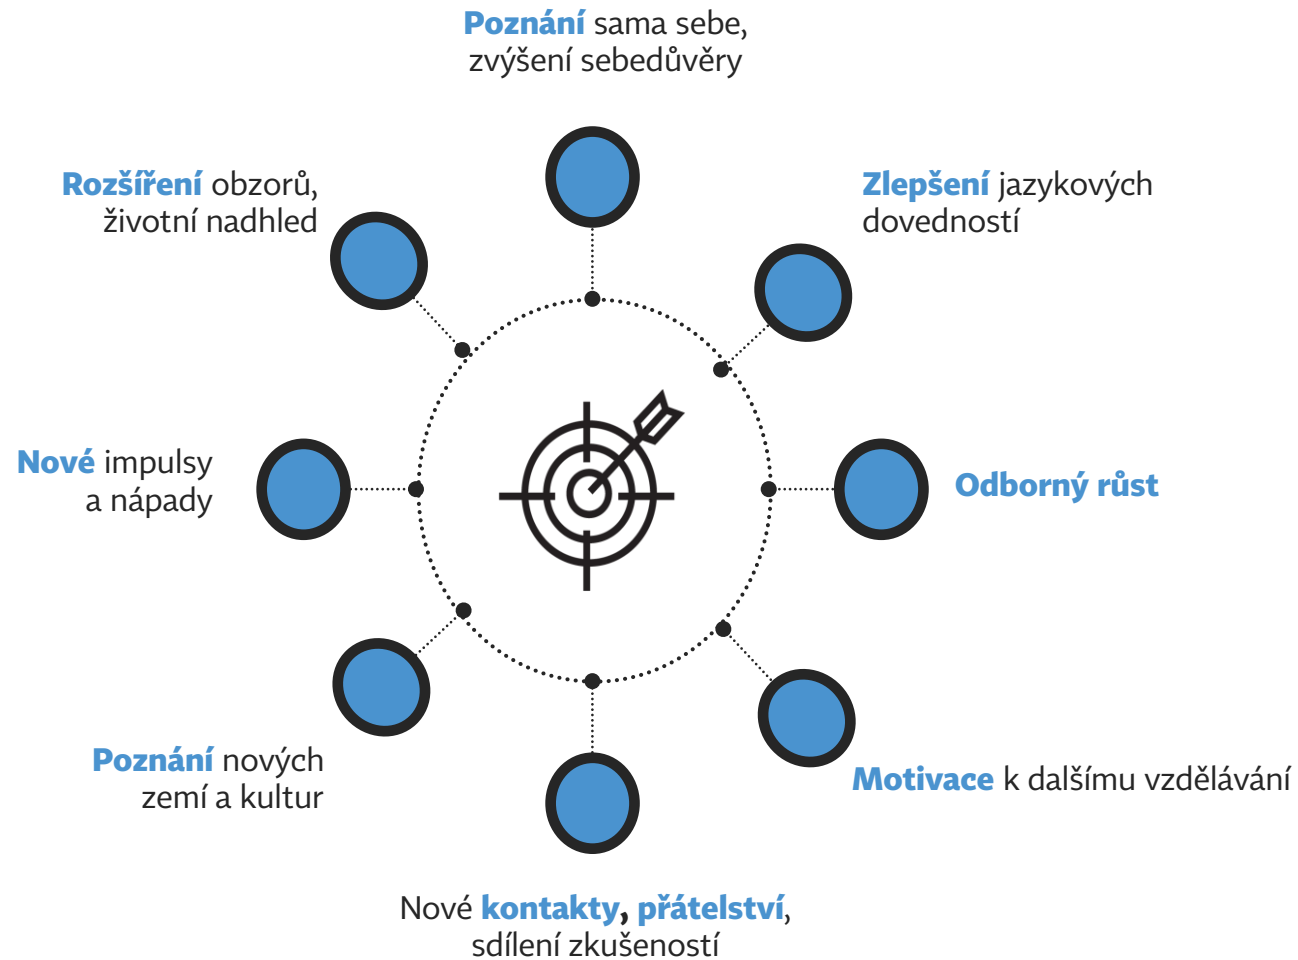 Poznání sama sebe,
zvýšení sebedůvěry
Rozšíření obzorů,
životní nadhled
Zlepšení jazykových
dovedností
Nové impulsy
a nápady
Odborný růst
Poznání nových
zemí a kultur
Motivace k dalšímu vzdělávání
Nové kontakty, přátelství,
sdílení zkušeností